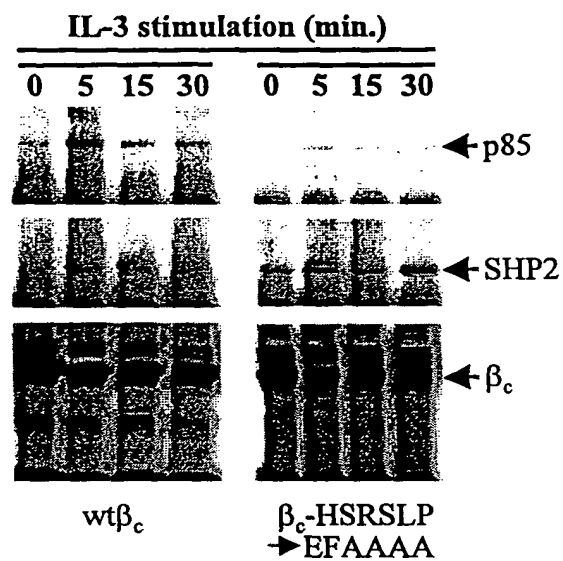 IL-3 stimulation (min.)
0 5 15 30 0 5 15 30
p85
SHP2
βc
wtβc βc-HSRSLP
→EFAAAA